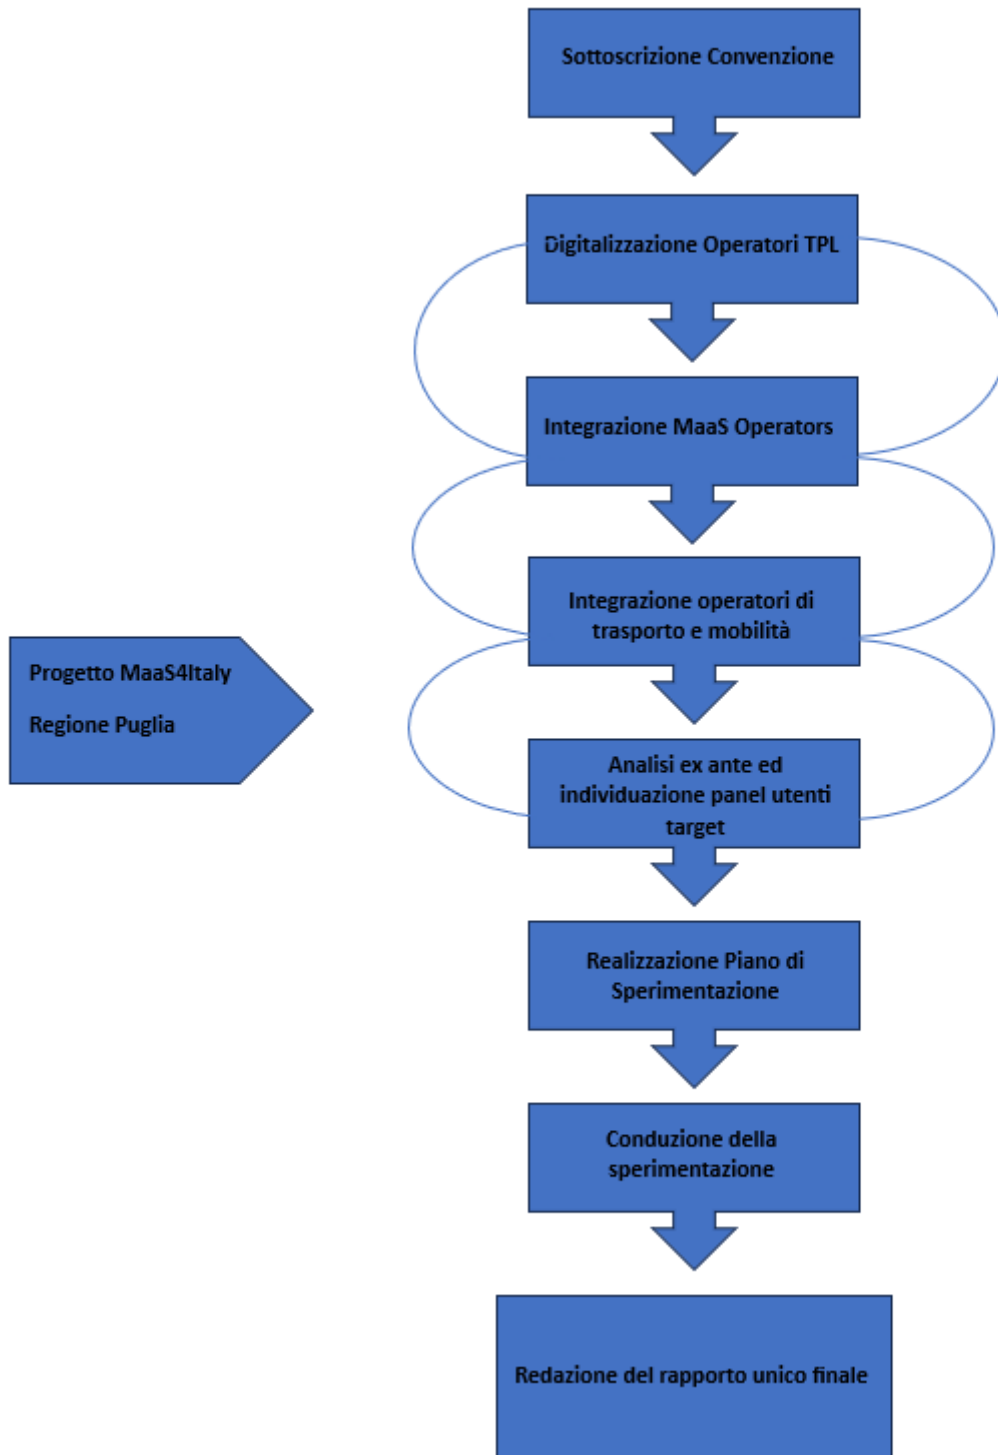 Sottoscrizione Convenzione
Digitalizzazione Operatori TPL
Integrazione MaaS Operators
Integrazione operatori di
trasporto e mobilità
Progetto MaaS4Italy
Regione Puglia
Analisi ex ante ed
individuazione panel utenti
target
Realizzazione Piano di
Sperimentazione
Conduzione della
sperimentazione
Redazione del rapporto unico finale